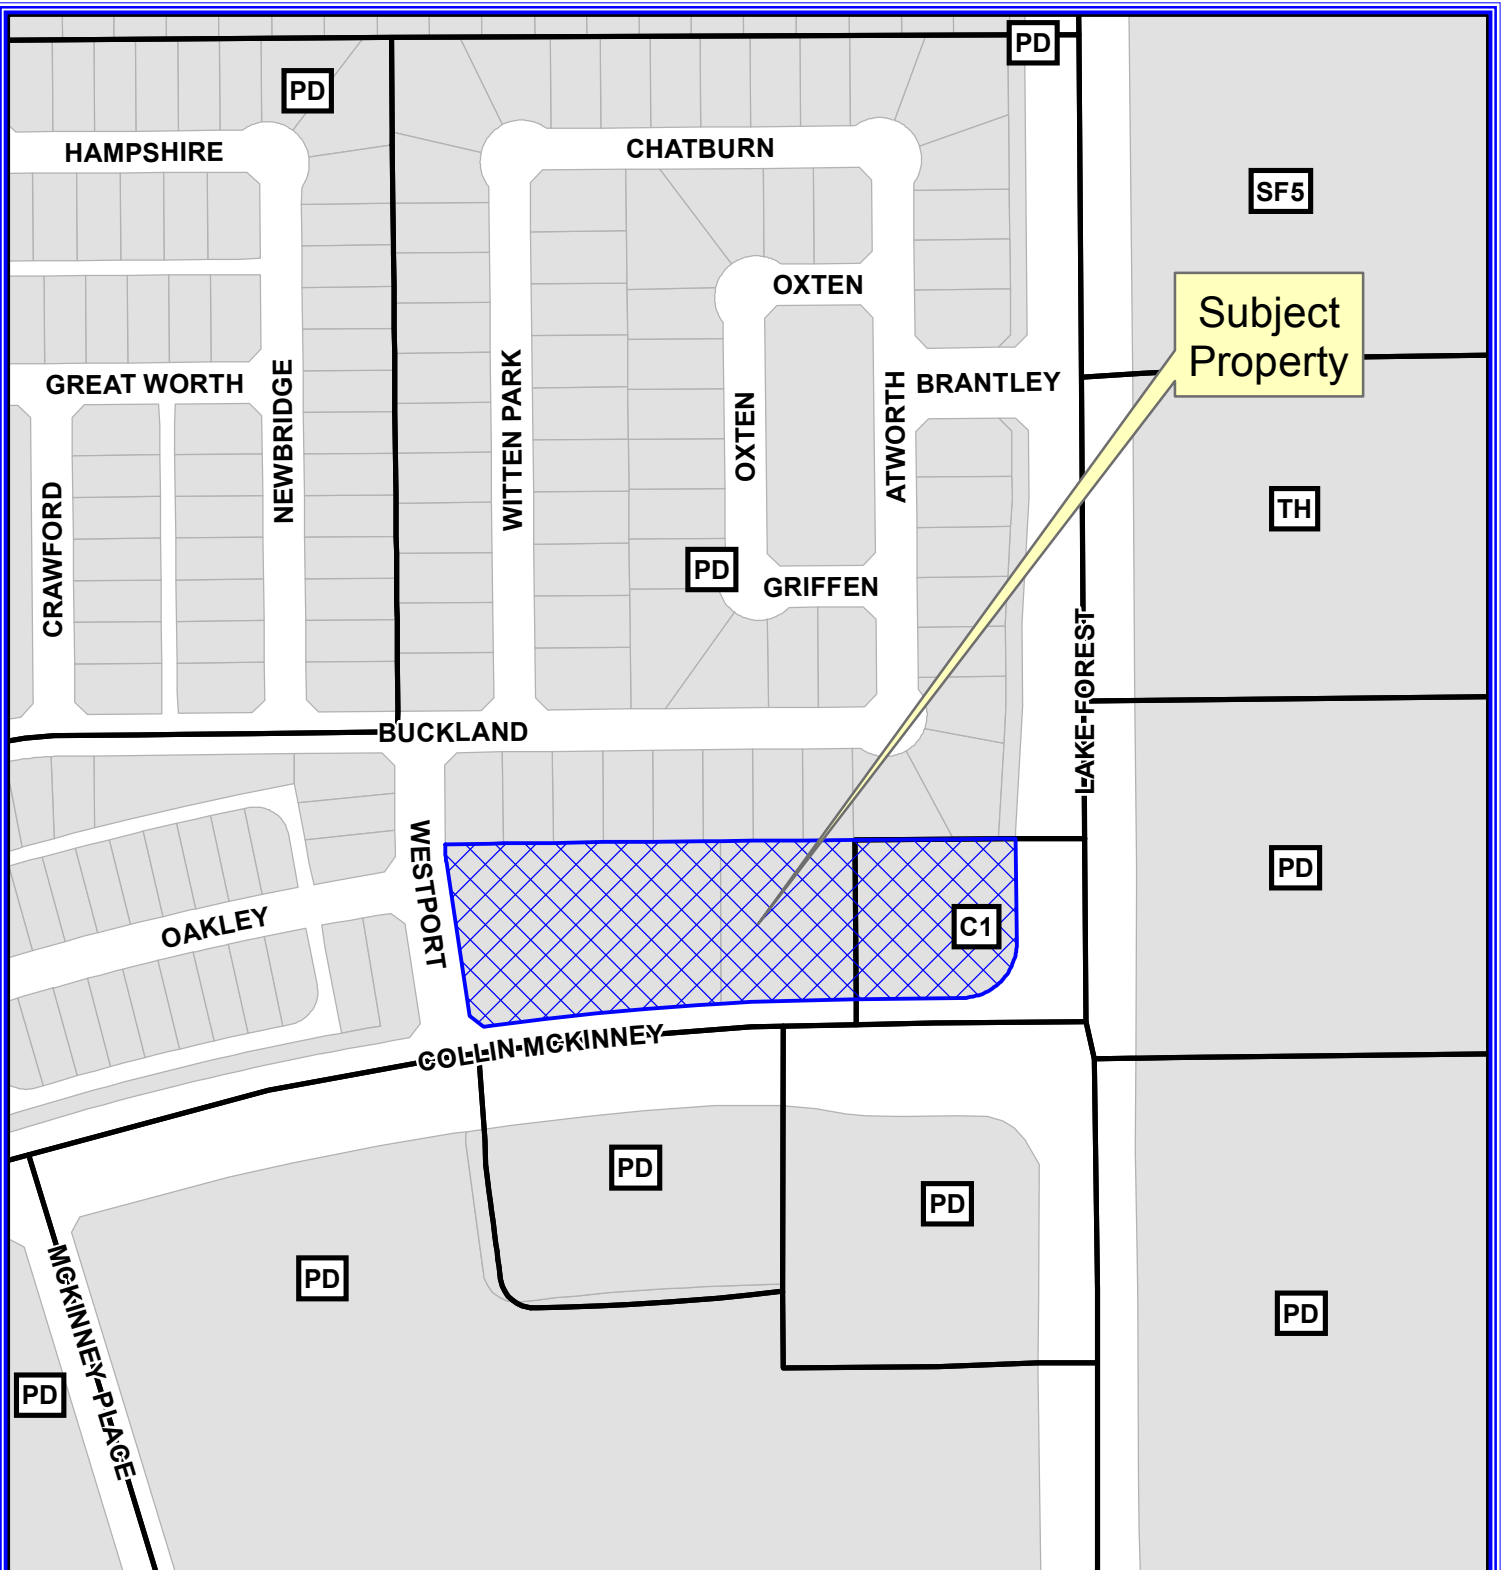 PD
PD
HAMPSHIRE
CHATBURN
SF5
OXTEN
Subject
Property
GREAT WORTH
NEWBRIDGE
WITTEN PARK
OXTEN
ATWORTH
BRANTLEY
CRAWFORD
TH
PD
GRIFFEN
LAKE FOREST
BUCKLAND
WESTPORT
PD
OAKLEY
C1
COLLIN MCKINNEY
PD
PD
PD
MCKINNEY PLACE
PD
PD